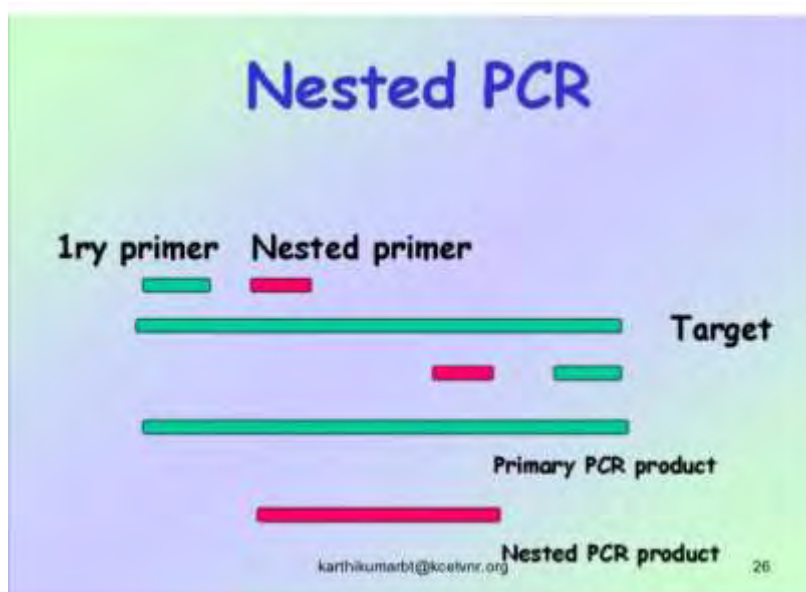 Nested PCR
1ry primer Nested primer
Target
Primary PCR product
Nested PCR product
karthikumarbt@kcetvnr.org
26